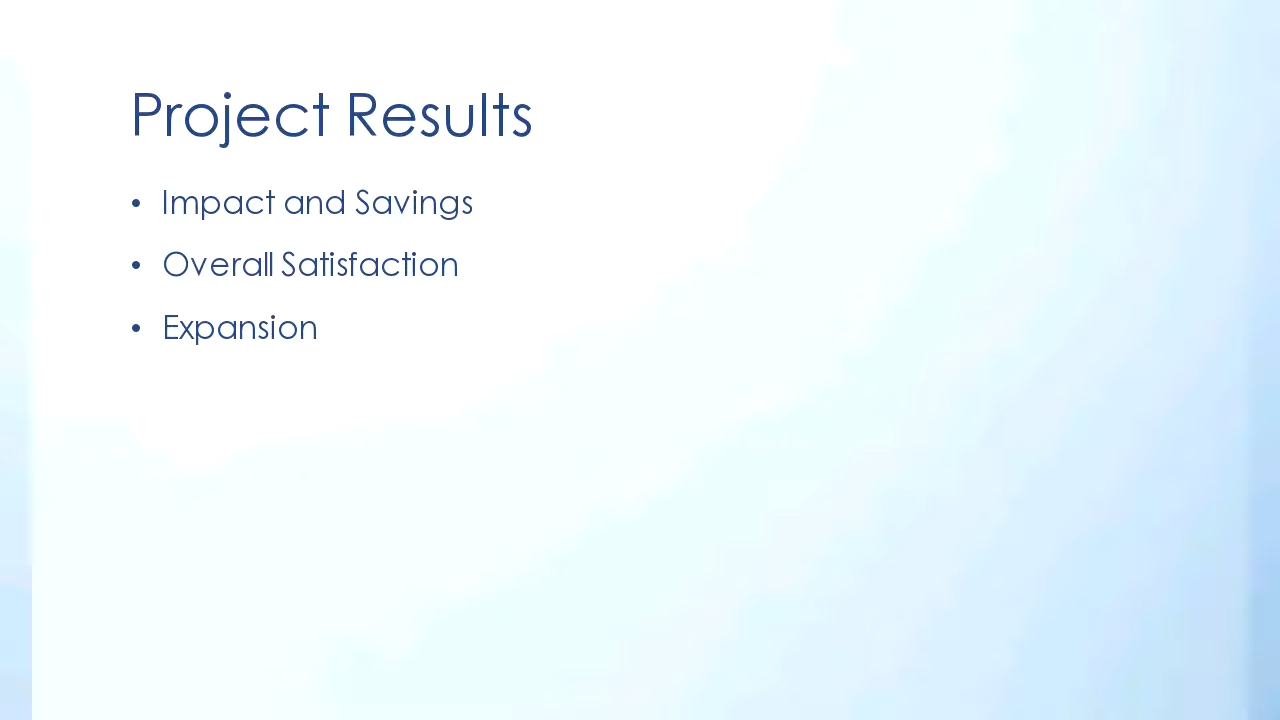 Project Results
• Impact and Savings
• Overall Satisfaction
• Expansion